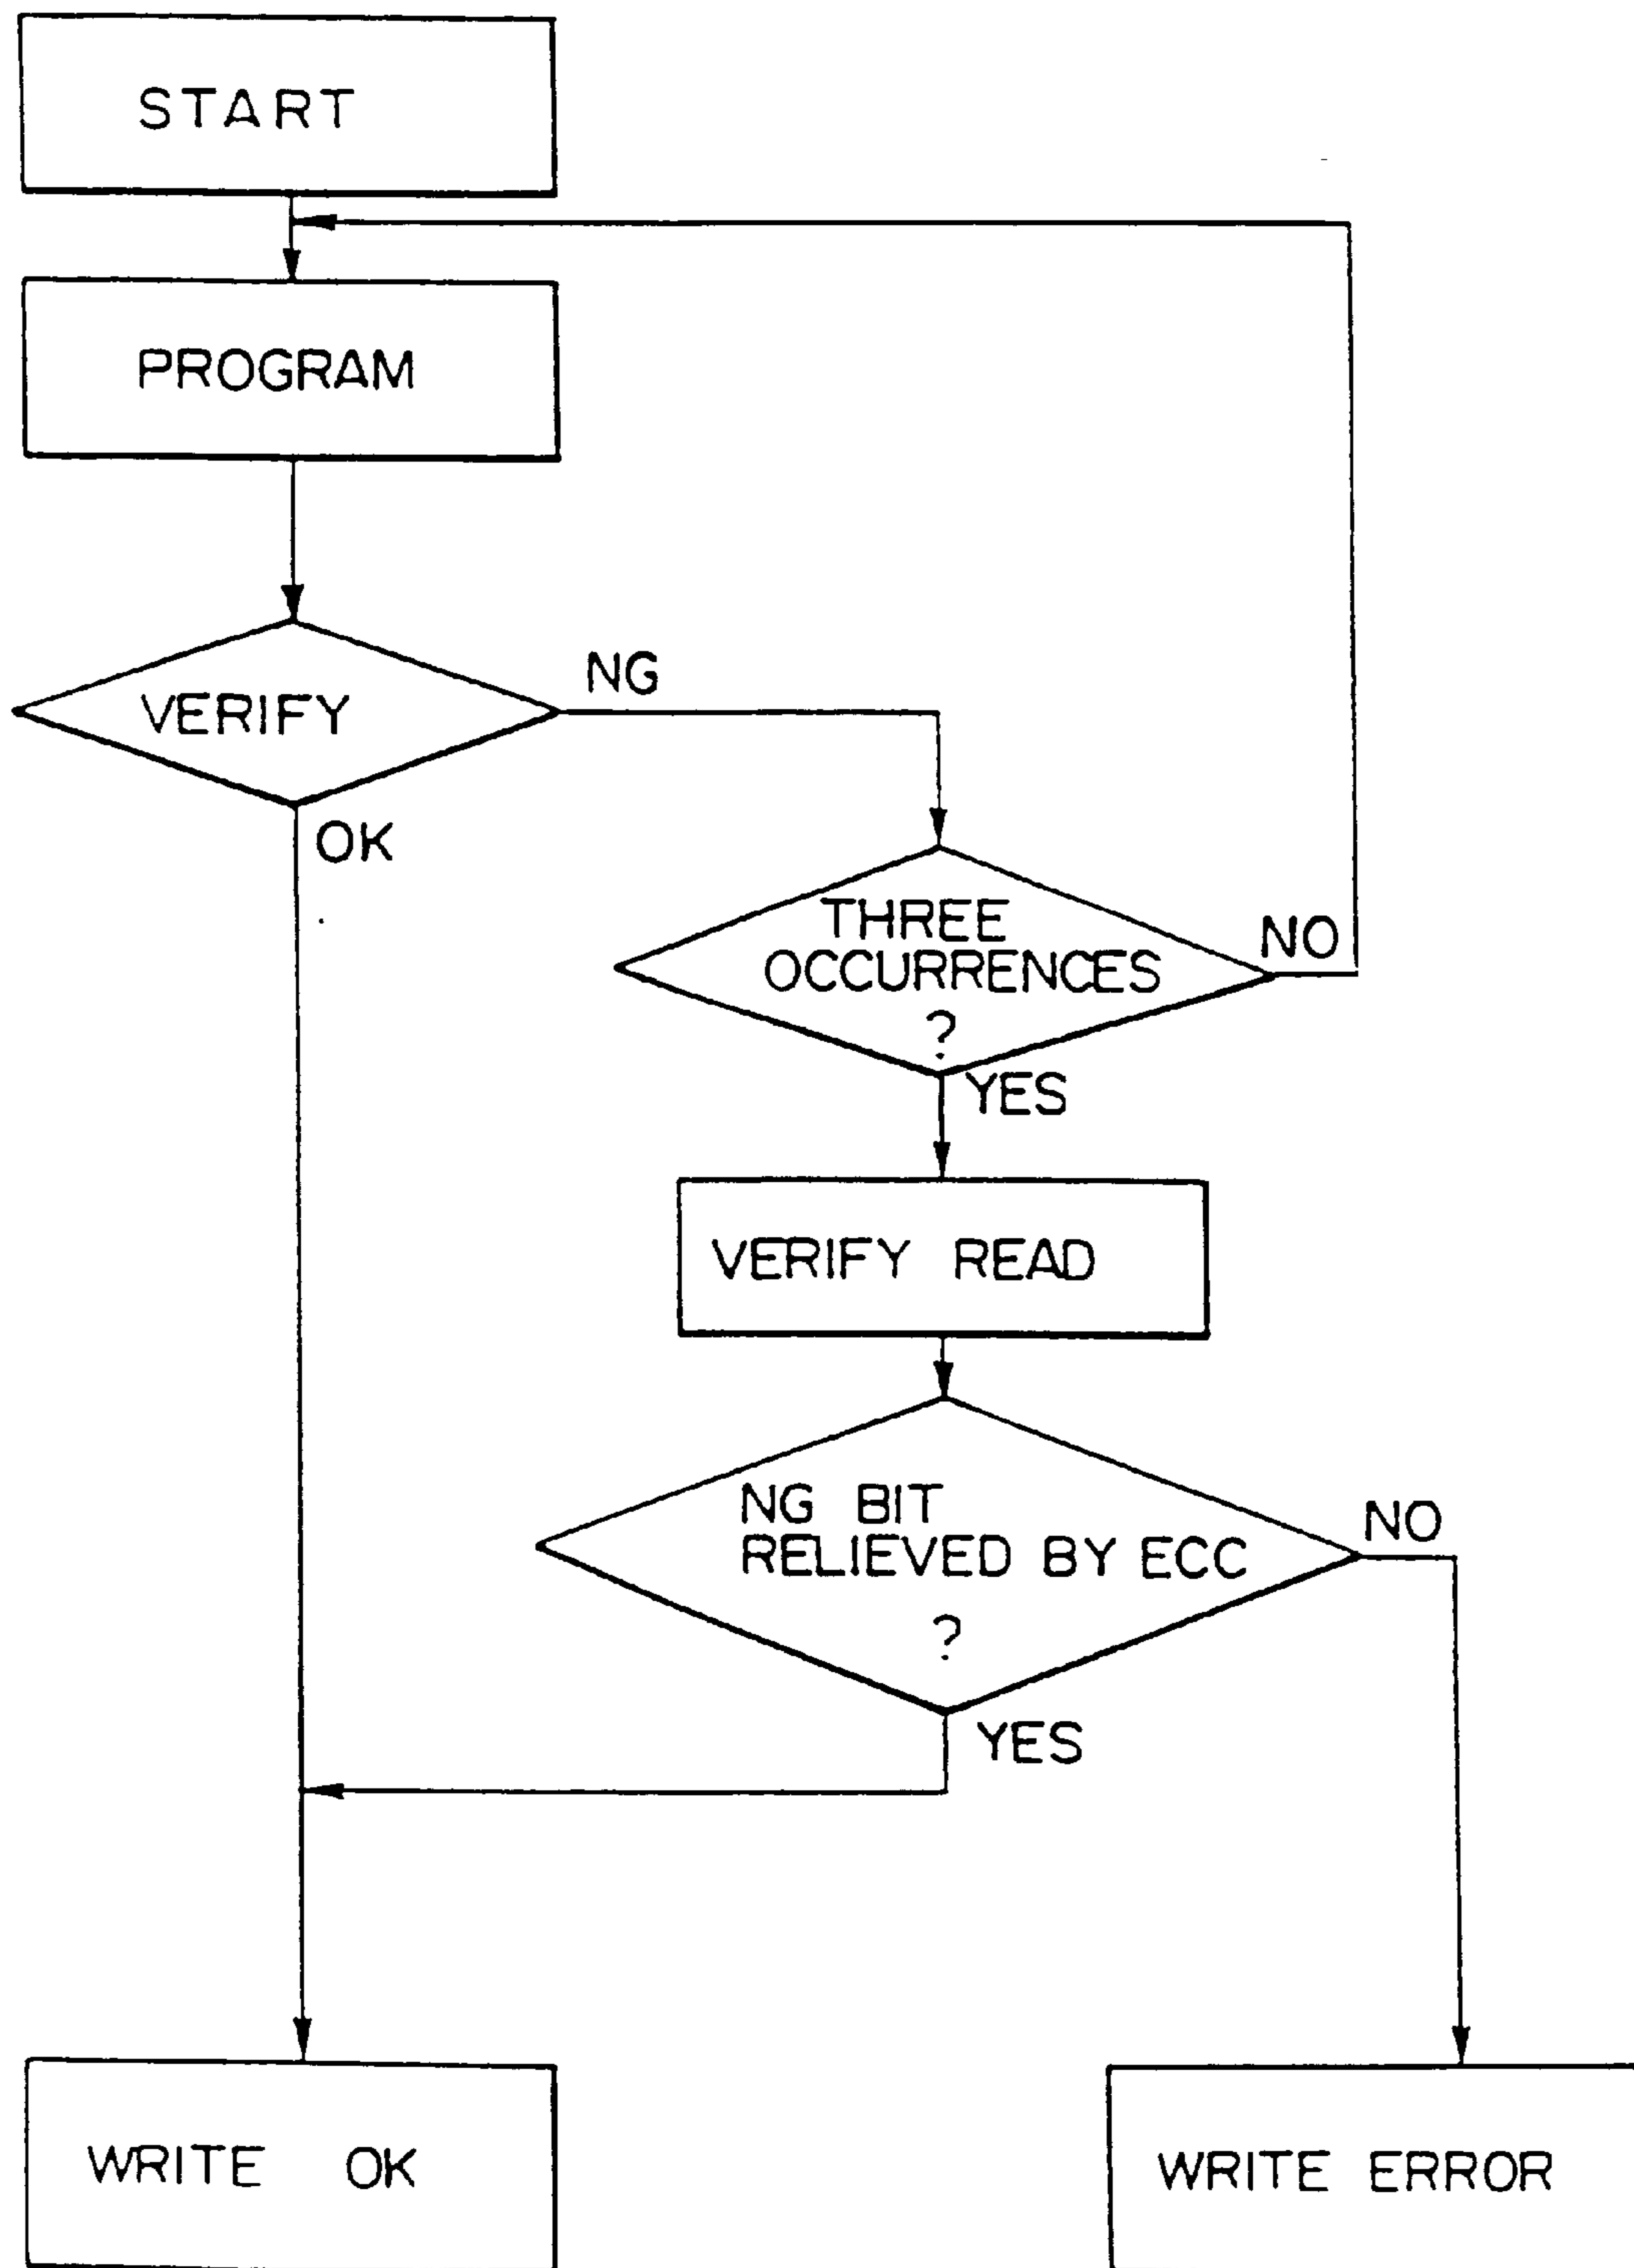 START
PROGRAM
VERIFY
NG
OK
THREE
OCCURRENCES
?
NO
YES
VERIFY READ
NG BIT
RELIEVED BY ECC
?
NO
YES
WRITE OK
WRITE ERROR